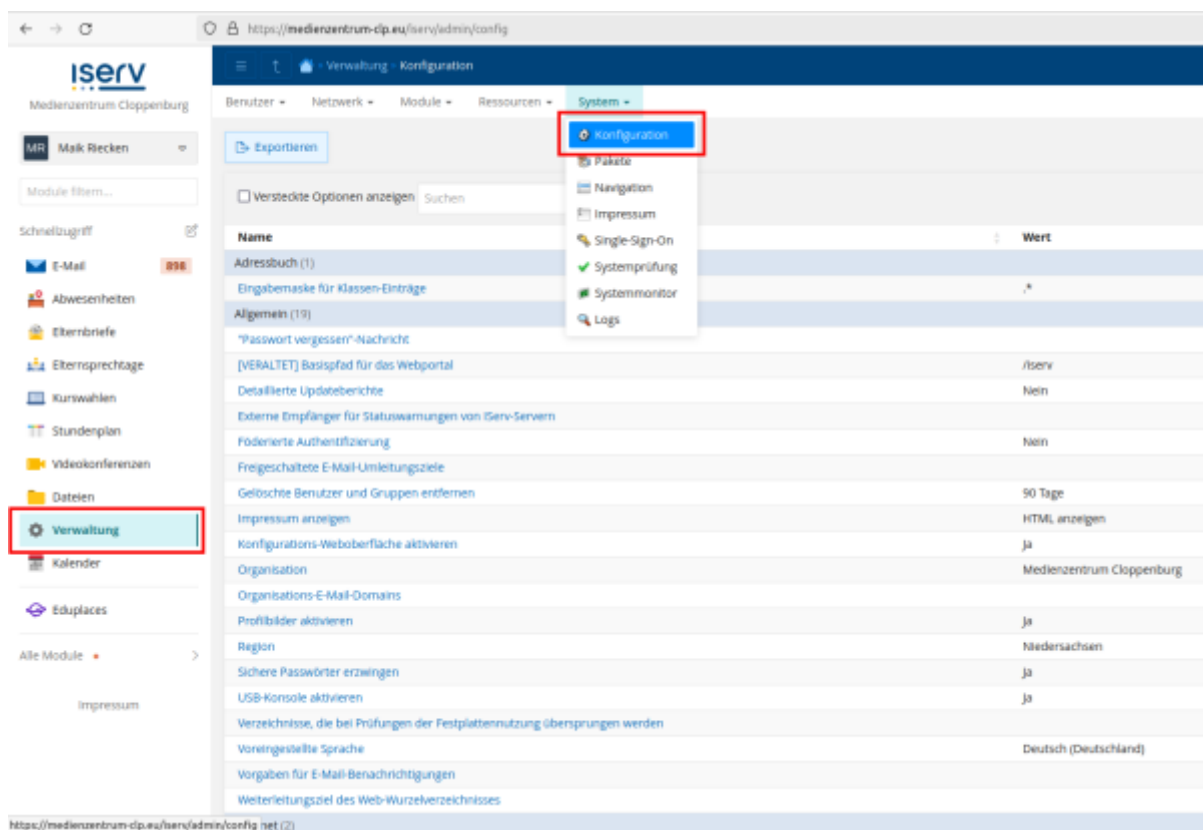 https://medienzentrum-clp.eu/iserv/admin/config
Iserv
Medienzentrum Cloppenburg
MR Maik Riecken
Module filtern...
Schnellzugriff
E-Mail 898
Abwesenheiten
Elternbriefe
Elternsprechtage
Kurswahlen
Stundenplan
Videokonferenzen
Dateien
Verwaltung
Kalender
Eduplaces
Alle Module
Impressum
Verwaltung Konfiguration
Benutzer Netzwerk Module Ressourcen System
Konfiguration
Pakete
Navigation
Impressum
Single-Sign-On
Systemprüfung
Systemmonitor
Logs
Exportieren
Versteckte Optionen anzeigen Suchen
Name Wert
Adressbuch (1)
Eingabemaske für Klassen-Einträge .*
Allgemein (19)
"Passwort vergessen"-Nachricht
[VERALTET] Basispfad für das Webportal /iserv
Detaillierte Updateberichte Nein
Externe Empfänger für Statuswarnungen von IServ-Servern
Föderierte Authentifizierung Nein
Freigeschaltete E-Mail-Umleitungsziele
Gelöschte Benutzer und Gruppen entfernen 90 Tage
Impressum anzeigen HTML anzeigen
Konfigurations-Weboberfläche aktivieren Ja
Organisation Medienzentrum Cloppenburg
Organisations-E-Mail-Domains
Profilbilder aktivieren Ja
Region Niedersachsen
Sichere Passwörter erzwingen Ja
USB-Konsole aktivieren Ja
Verzeichnisse, die bei Prüfungen der Festplattennutzung übersprungen werden
Voreingestellte Sprache Deutsch (Deutschland)
Vorgaben für E-Mail-Benachrichtigungen
Weiterleitungsziel des Web-Wurzelverzeichnisses
https://medienzentrum-clp.eu/iserv/admin/config net (2)